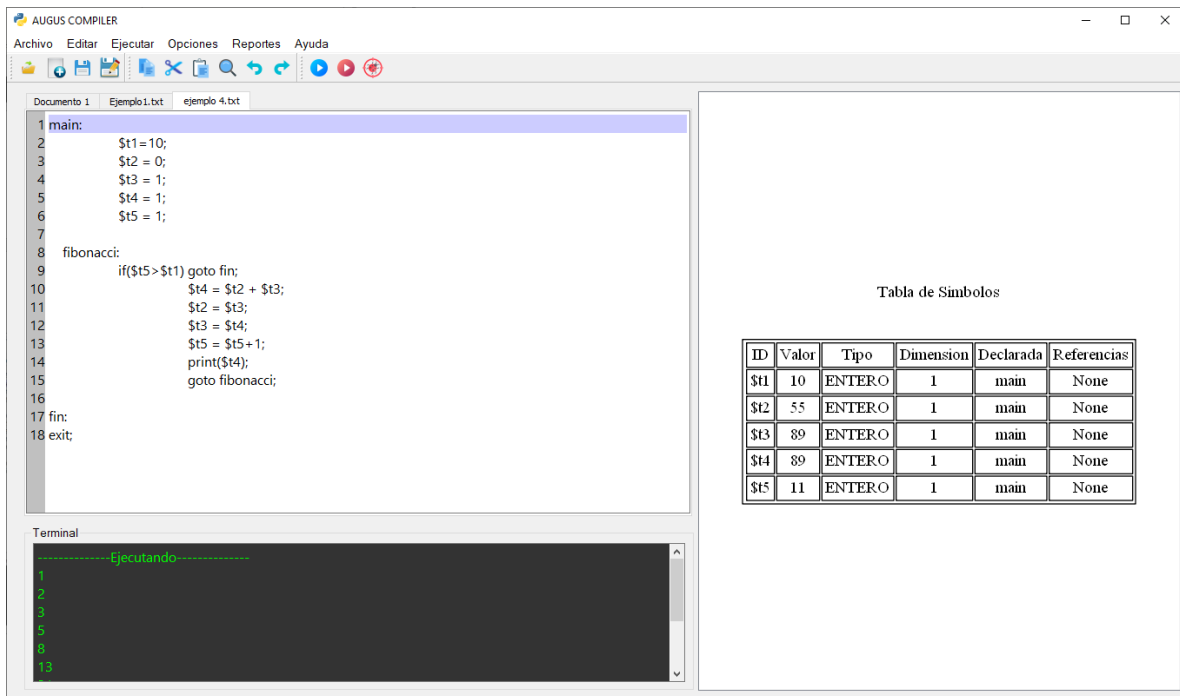 AUGUS COMPILER
Archivo Editar Ejecutar Opciones Reportes Ayuda
Documento 1 Ejemplo1.txt ejemplo 4.txt
1 main:
2 $t1=10;
3 $t2 = 0;
4 $t3 = 1;
5 $t4 = 1;
6 $t5 = 1;
7
8 fibonacci:
9 if($t5>$t1) goto fin;
10 $t4 = $t2 + $t3;
11 $t2 = $t3;
12 $t3 = $t4;
13 $t5 = $t5+1;
14 print($t4);
15 goto fibonacci;
16
17 fin:
18 exit;
Terminal
--------------Ejecutando--------------
1
2
3
5
8
13
Tabla de Simbolos
ID Valor Tipo Dimension Declarada Referencias
$t1 10 ENTERO 1 main None
$t2 55 ENTERO 1 main None
$t3 89 ENTERO 1 main None
$t4 89 ENTERO 1 main None
$t5 11 ENTERO 1 main None